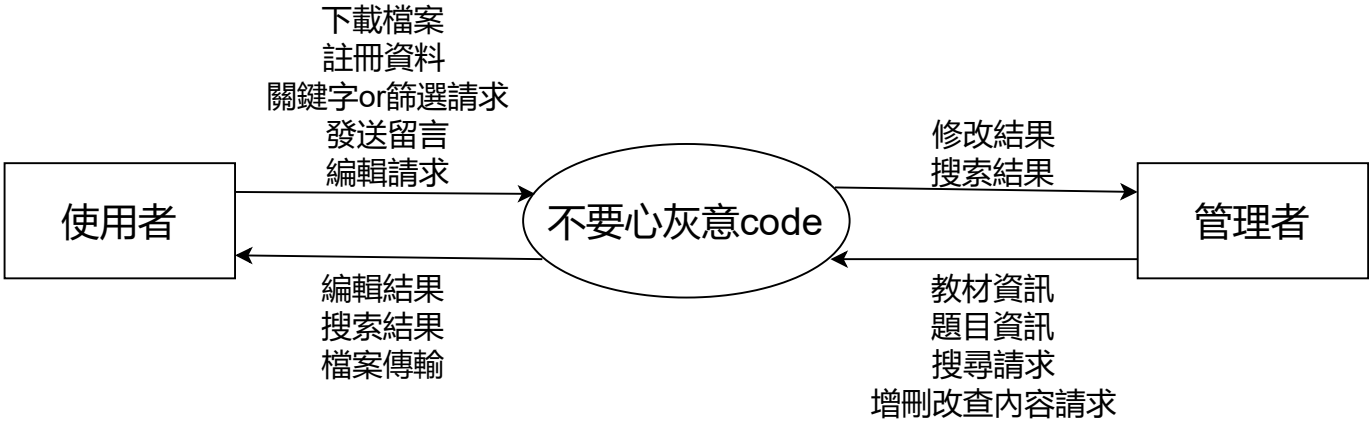 下載檔案
註冊資料
關鍵字or篩選請求
發送留言
編輯請求
修改結果
搜索結果
使用者
不要心灰意code
管理者
編輯結果
搜索結果
檔案傳輸
教材資訊
題目資訊
搜尋請求
增刪改查內容請求